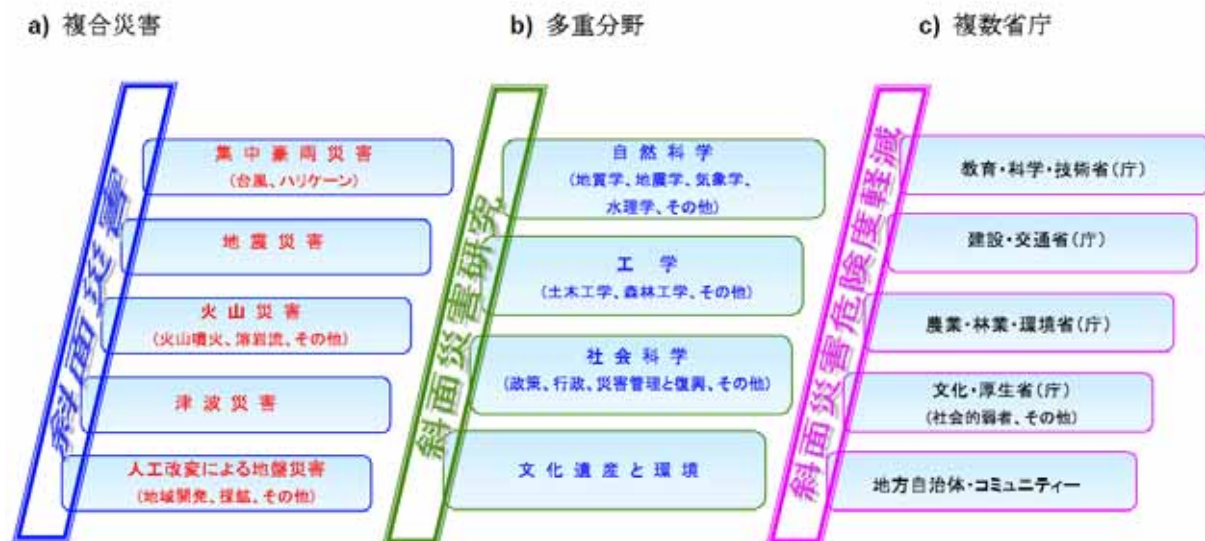 a) 複合災害
斜面災害
集中豪雨災害
(台風、ハリケーン)
地震災害
火山災害
(火山噴火、溶岩流、その他)
津波災害
人工改変による地盤災害
(地域開発、採鉱、その他)
b) 多重分野
斜面災害研究
自然科学
(地質学、地震学、気象学、
水理学、その他)
工学
(土木工学、森林工学、その他)
社会科学
(政策、行政、災害管理と復興、その他)
文化遺産と環境
c) 複数省庁
斜面災害危険度軽減
教育・科学・技術省(庁)
建設・交通省(庁)
農業・林業・環境省(庁)
文化・厚生省(庁)
(社会的弱者、その他)
地方自治体・コミュニティー